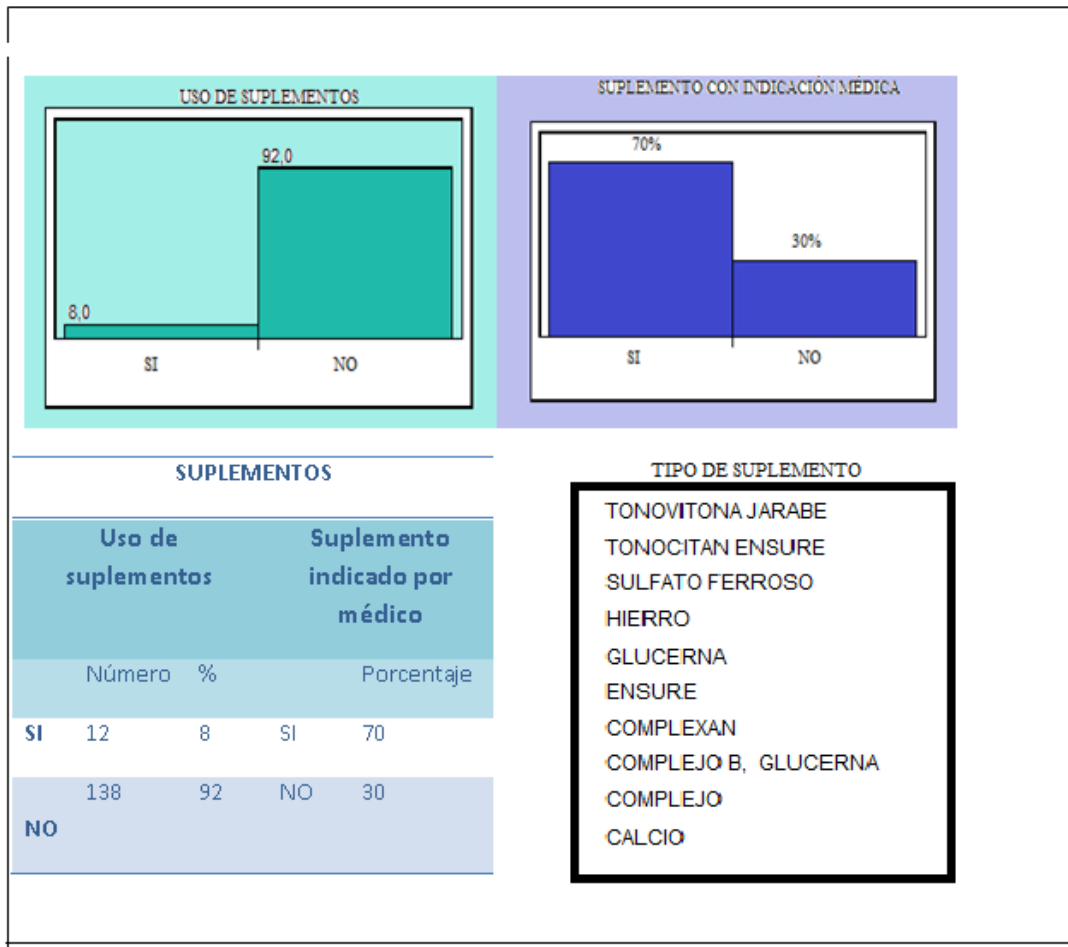 USO DE SUPLEMENTOS
92,0
8,0
SI NO
SUPLEMENTO CON INDICACIÓN MÉDICA
70%
30%
SI NO
SUPLEMENTOS
Uso de
suplementos
Suplemento
indicado por
médico
Número % Porcentaje
SI 12 8 SI 70
138 92 NO 30
NO
TIPO DE SUPLEMENTO
TONOVITONA JARABE
TONOCITAN ENSURE
SULFATO FERROSO
HIERRO
GLUCERNA
ENSURE
COMPLEXAN
COMPLEJO B, GLUCERNA
COMPLEJO
CALCIO